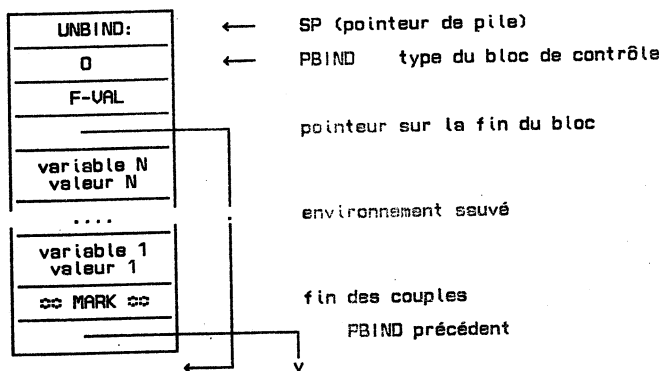 UNBIND: ← SP (pointeur de pile)
0 ← PBIND type du bloc de contrôle
F-VAL
pointeur sur la fin du bloc
variable N
valeur N
.... environnement sauvé
variable 1
valeur 1
== MARK == fin des couples
PBIND précédent